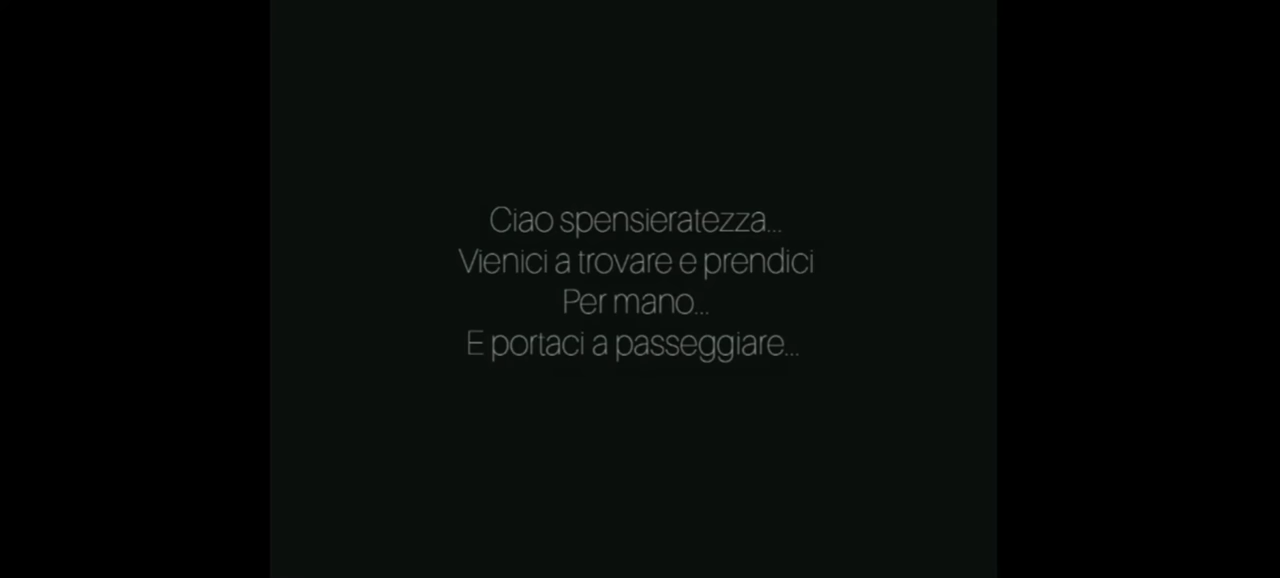 Ciao spensieratezza...
Vienici a trovare e prendici
Per mano...
E portaci a passeggiare...